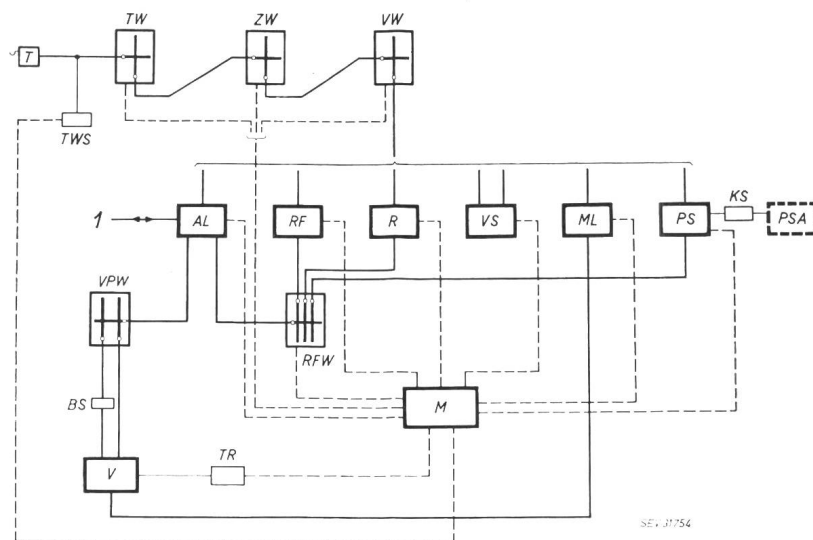 TW ZW VW
T
TWS
KS
1 AL RF R VS ML PS PSA
VPW
RFW
BS M
TR
V
SEV 31754